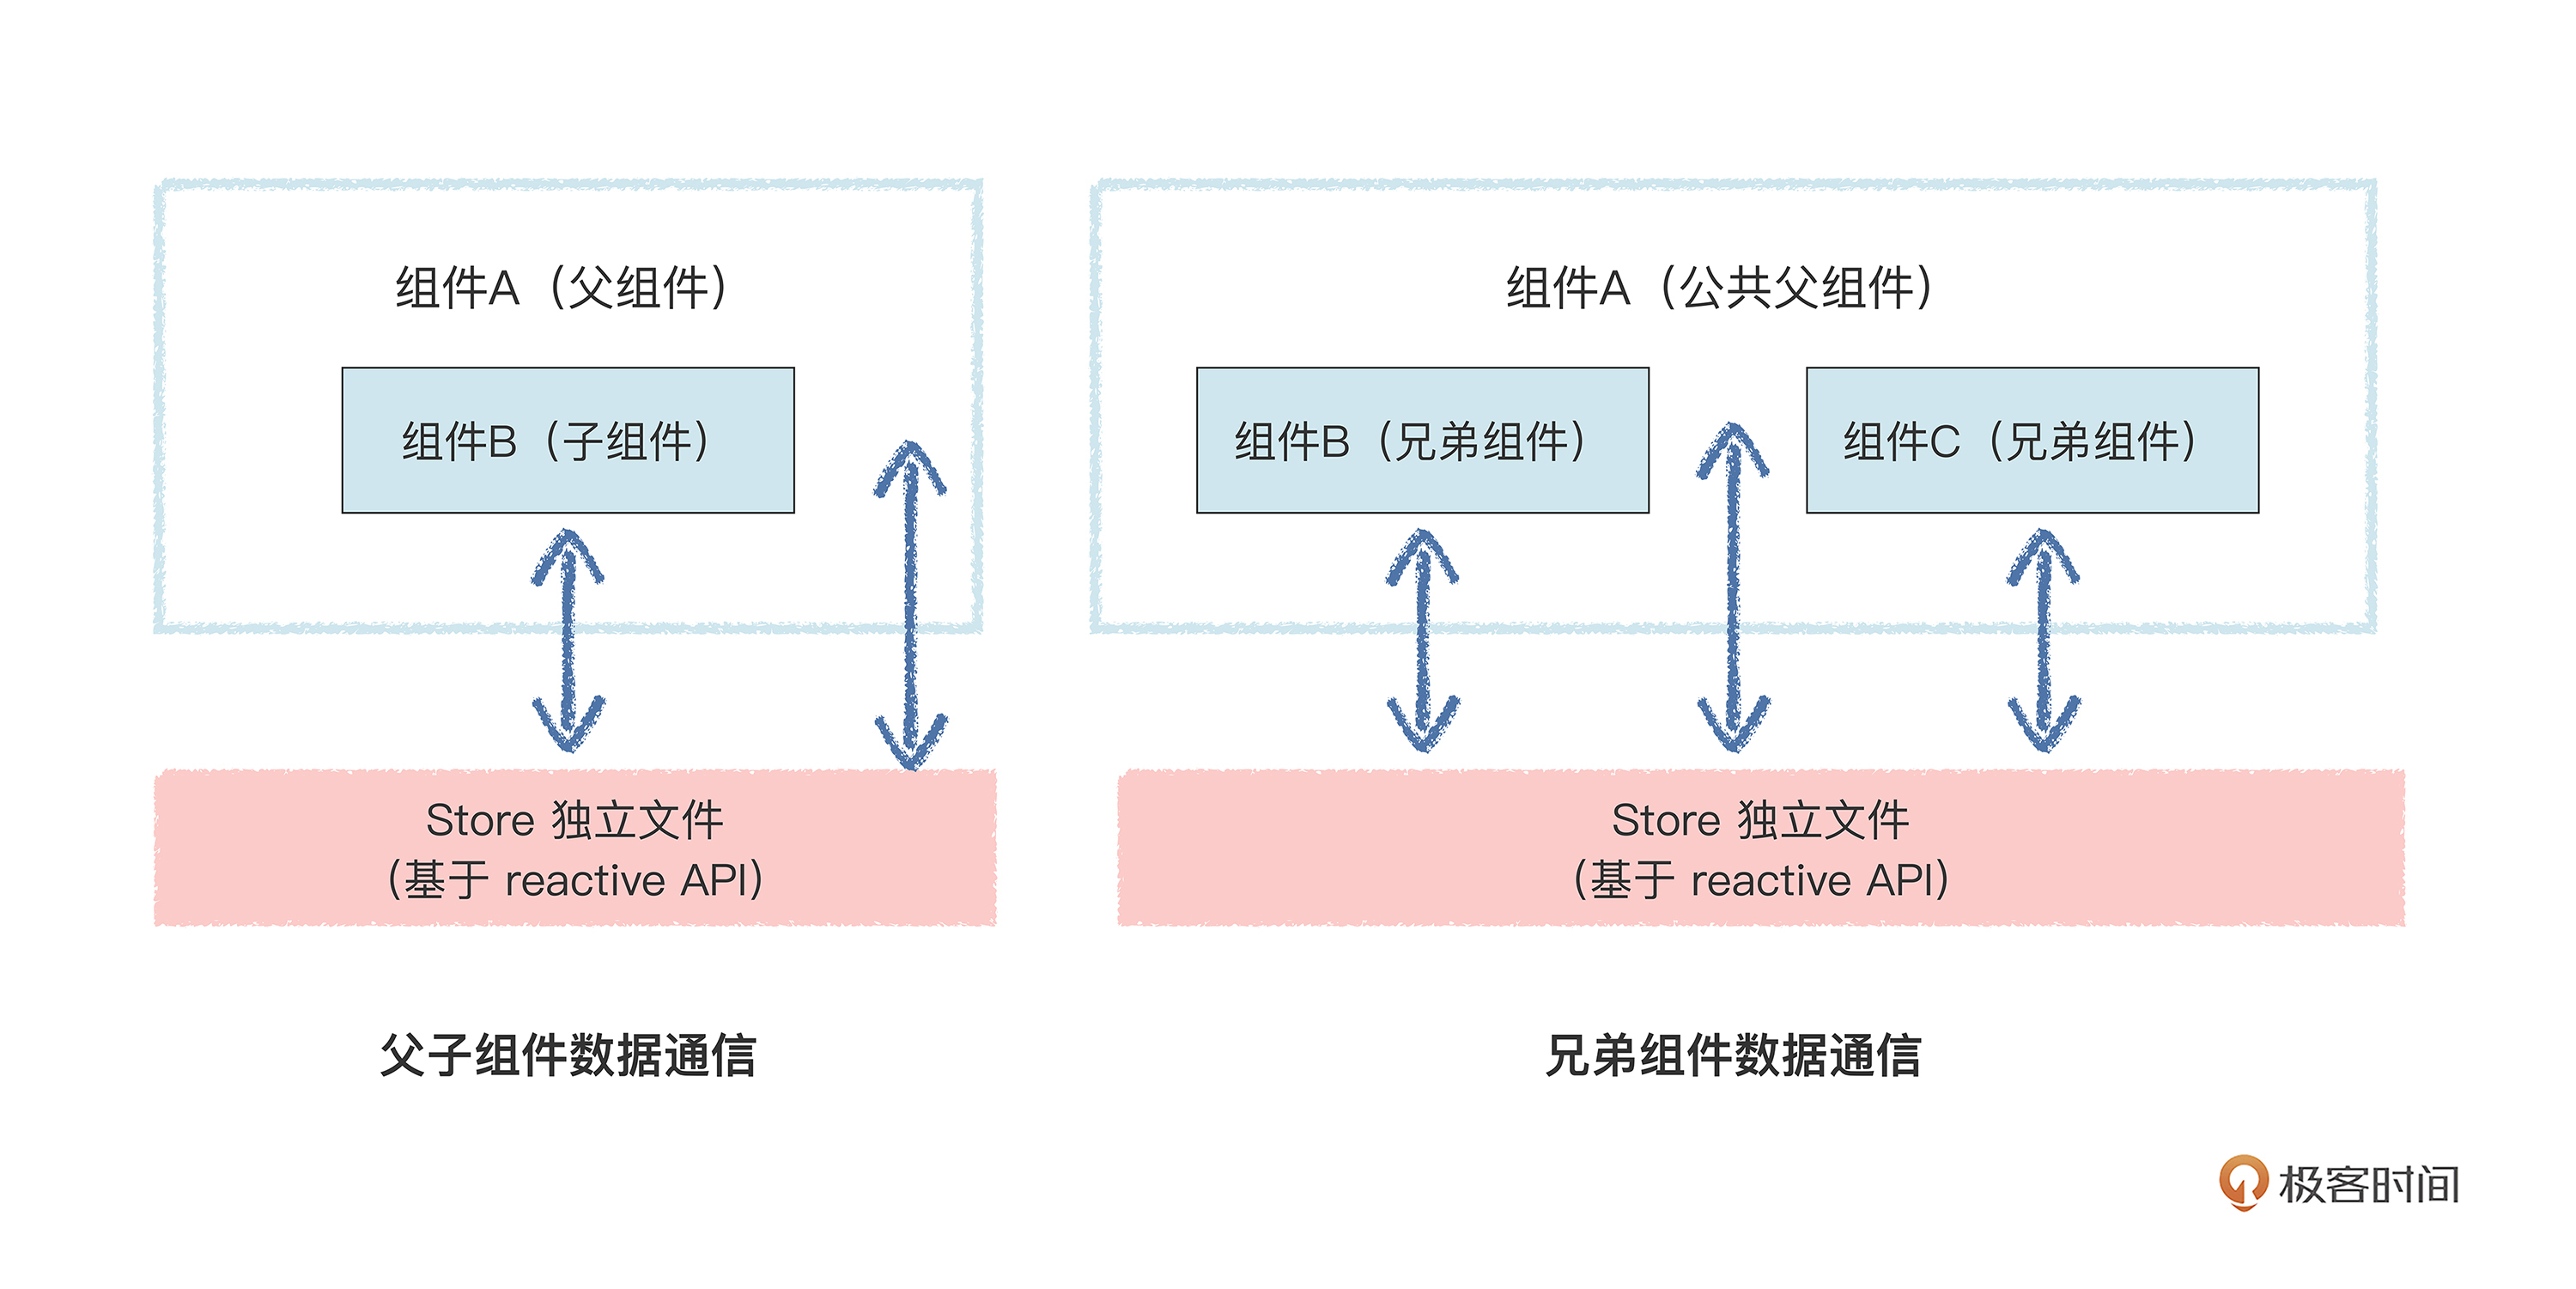 组件A（父组件）
组件B（子组件）
Store 独立文件
(基于 reactive API)
父子组件数据通信
组件A（公共父组件）
组件B（兄弟组件）
组件C（兄弟组件）
Store 独立文件
(基于 reactive API)
兄弟组件数据通信
极客时间